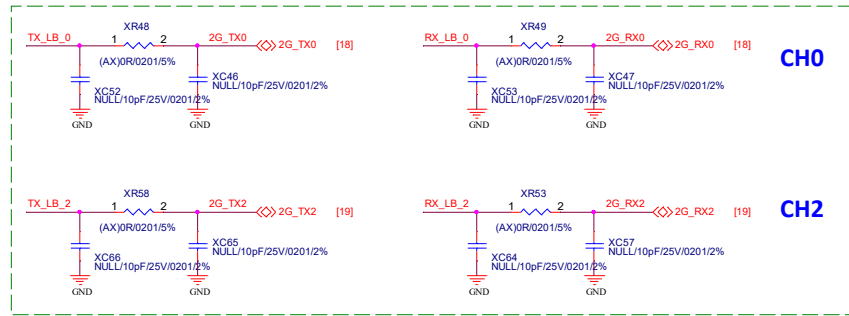 XR48
TX_LB_0 1 2 2G_TX0 2G_TX0 [18]
(AX)0R/0201/5%
XC52
NULL/10pF/25V/0201/2%
XC46
NULL/10pF/25V/0201/2%
GND GND
XR49
RX_LB_0 1 2 2G_RX0 2G_RX0 [18]
(AX)0R/0201/5%
XC53
NULL/10pF/25V/0201/2%
XC47
NULL/10pF/25V/0201/2%
GND GND
CH0
XR58
TX_LB_2 1 2 2G_TX2 2G_TX2 [19]
(AX)0R/0201/5%
XC66
NULL/10pF/25V/0201/2%
XC65
NULL/10pF/25V/0201/2%
GND GND
XR53
RX_LB_2 1 2 2G_RX2 2G_RX2 [19]
(AX)0R/0201/5%
XC64
NULL/10pF/25V/0201/2%
XC57
NULL/10pF/25V/0201/2%
GND GND
CH2